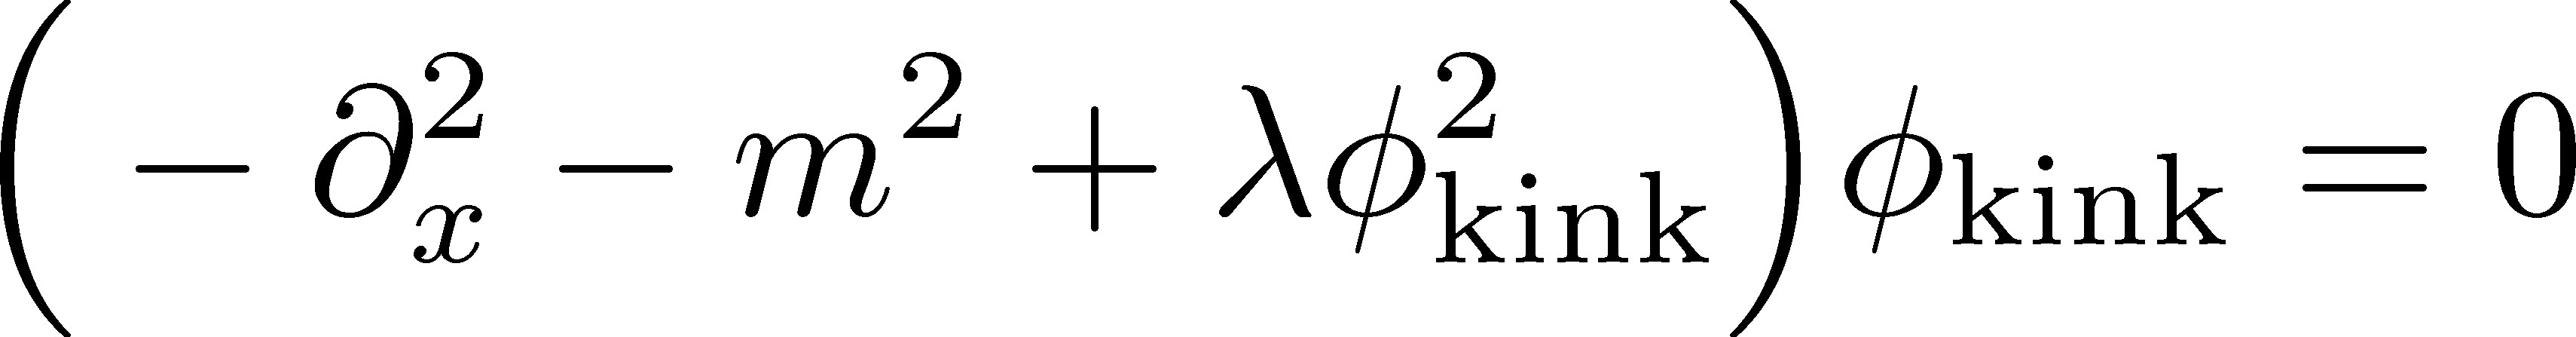 $\left( -\partial_x^2 - m^2 + \lambda \phi_{\text{kink}}^2 \right) \phi_{\text{kink}} = 0$